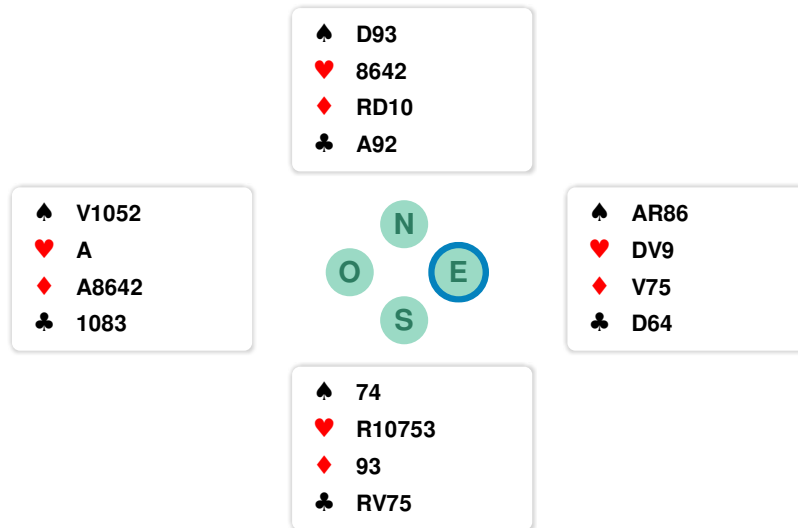 ♠ D93
♥ 8642
♦ RD10
♣ A92
♠ V1052
♥ A
♦ A8642
♣ 1083
N
O E
S
♠ AR86
♥ DV9
♦ V75
♣ D64
♠ 74
♥ R10753
♦ 93
♣ RV75